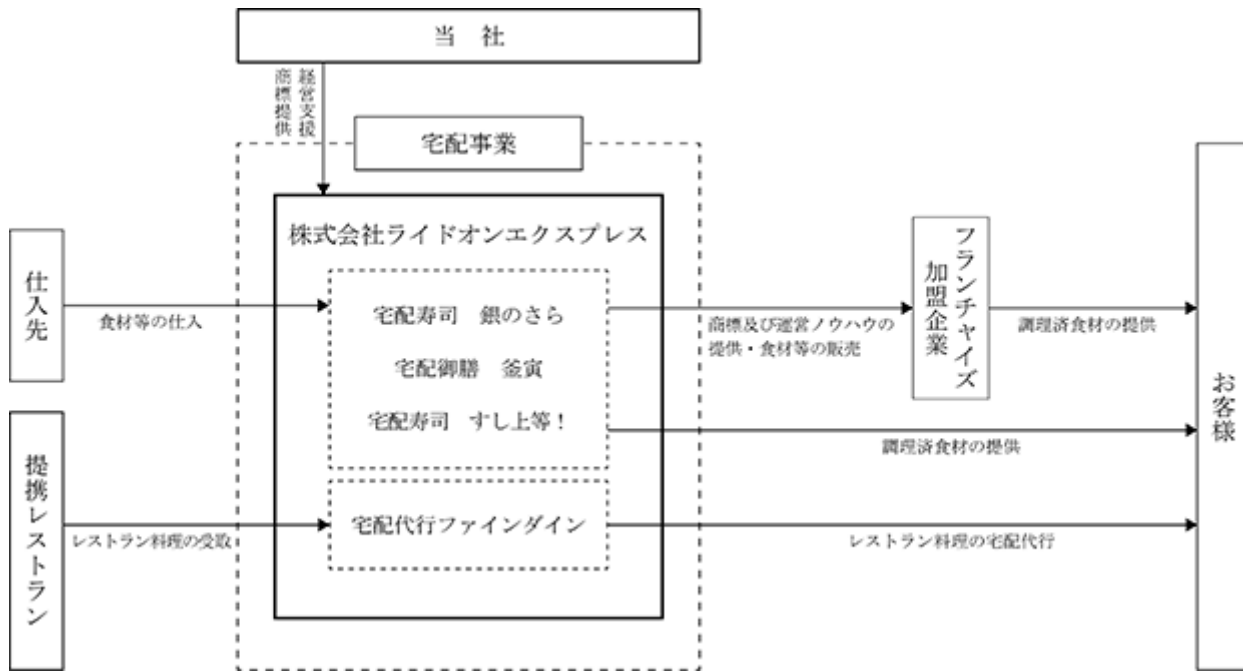 当　社
経営支援
商標提供
宅配事業
株式会社ライドオンエクスプレス
仕入先
食材等の仕入
宅配寿司　銀のさら
宅配御膳　釜寅
宅配寿司　すし上等！
商標及び運営ノウハウの
提供・食材等の販売
フランチャイズ
加盟企業
調理済食材の提供
お客様
調理済食材の提供
提携レストラン
レストラン料理の受取
宅配代行ファインダイン
レストラン料理の宅配代行